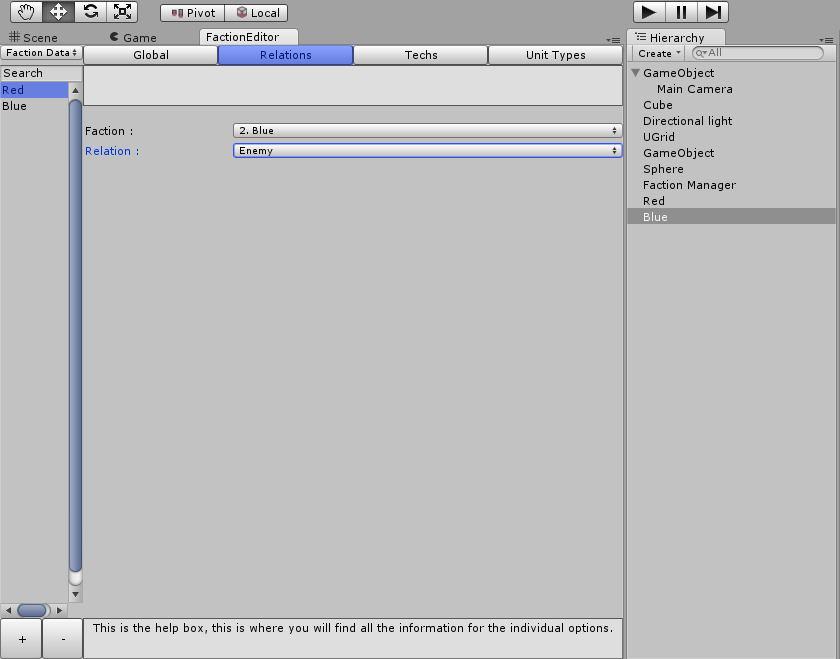 Pivot Local
Scene Game FactionEditor Hierarchy
Faction Data Global Relations Techs Unit Types Create All
Search
Red
Blue
Faction : 2. Blue
Relation : Enemy
GameObject
Main Camera
Cube
Directional light
UGrid
GameObject
Sphere
Faction Manager
Red
Blue
+ - This is the help box, this is where you will find all the information for the individual options.